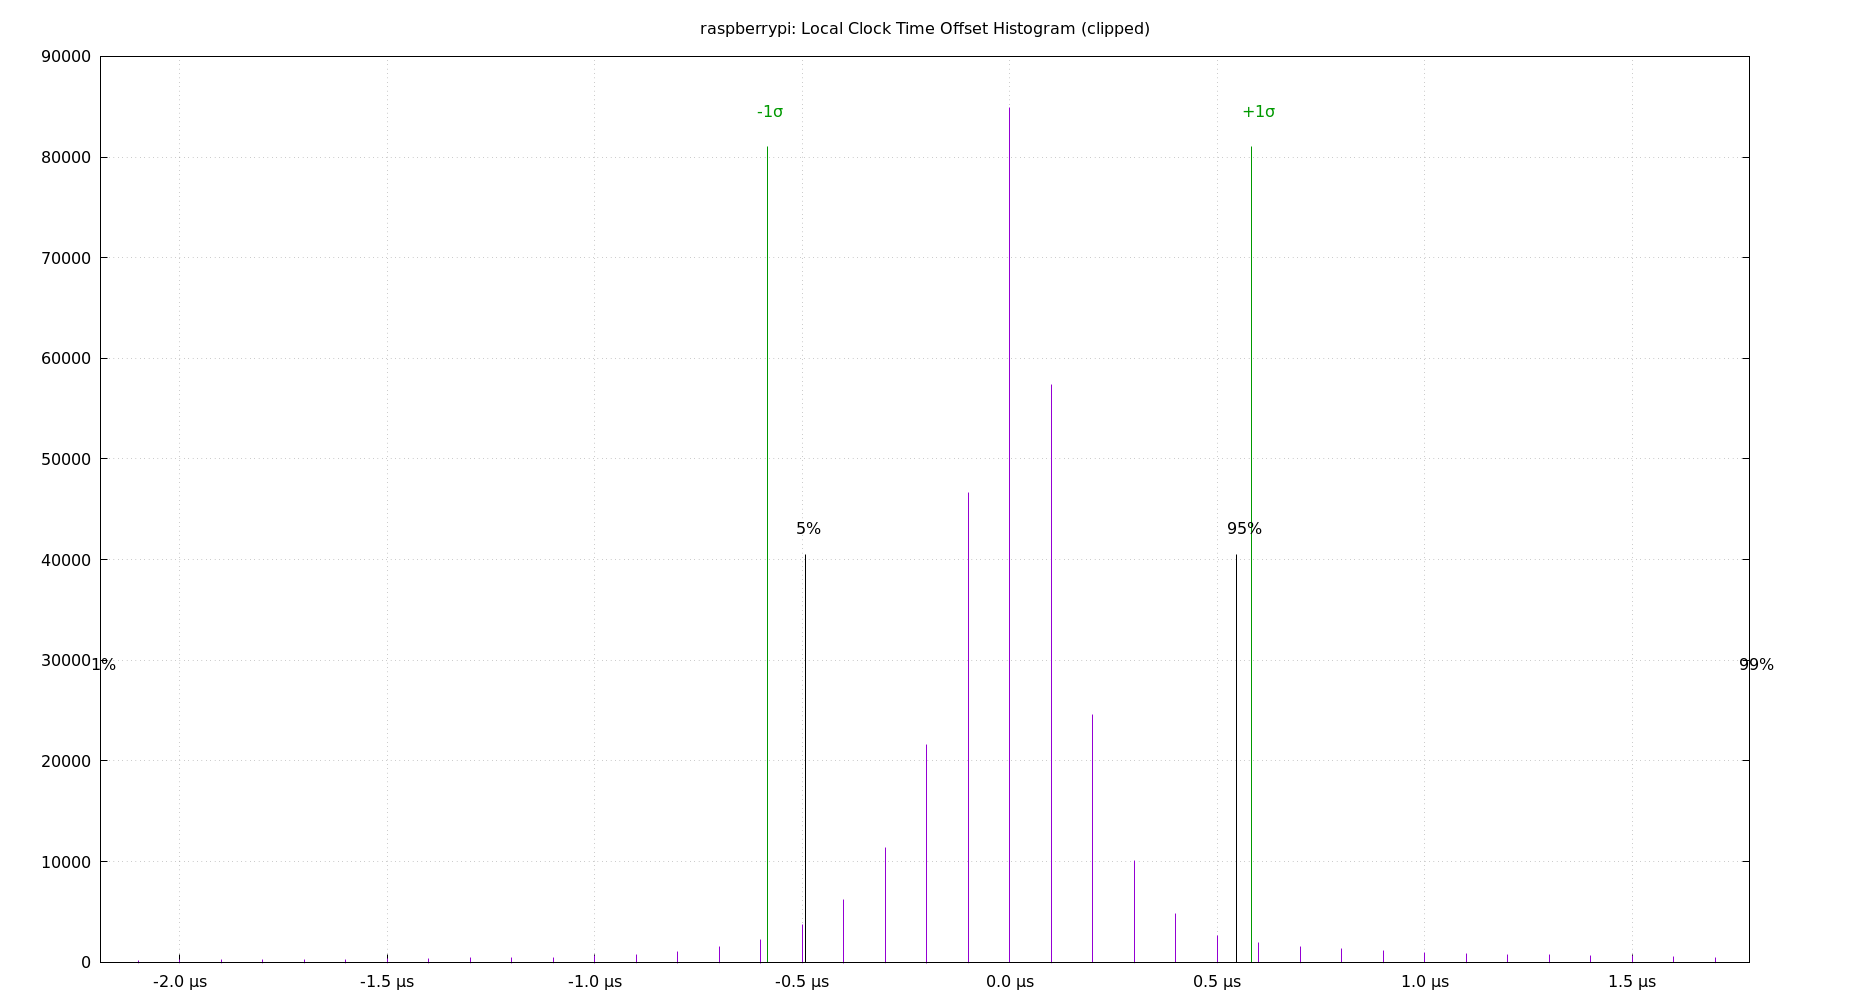 raspberrypi: Local Clock Time Offset Histogram (clipped)
90000
-1σ +1σ
80000
70000
60000
50000
5% 95%
40000
30000 1% 99%
20000
10000
0
-2.0 µs -1.5 µs -1.0 µs -0.5 µs 0.0 µs 0.5 µs 1.0 µs 1.5 µs